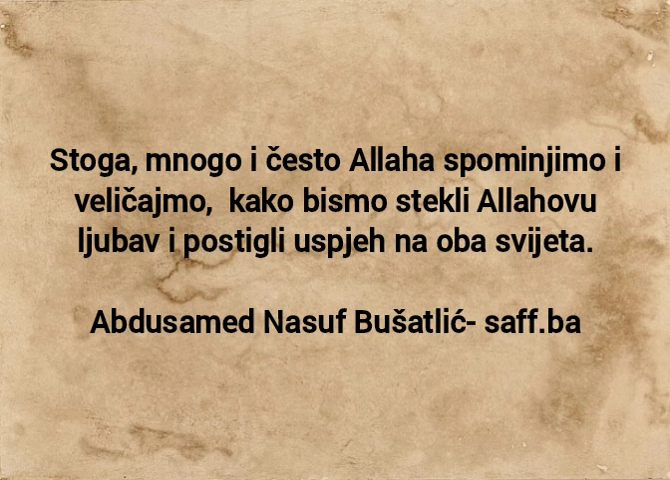 Stoga, mnogo i često Allaha spominjimo i
veličajmo,  kako bismo stekli Allahovu
ljubav i postigli uspjeh na oba svijeta.
Abdusamed Nasuf Bušatlić- saff.ba